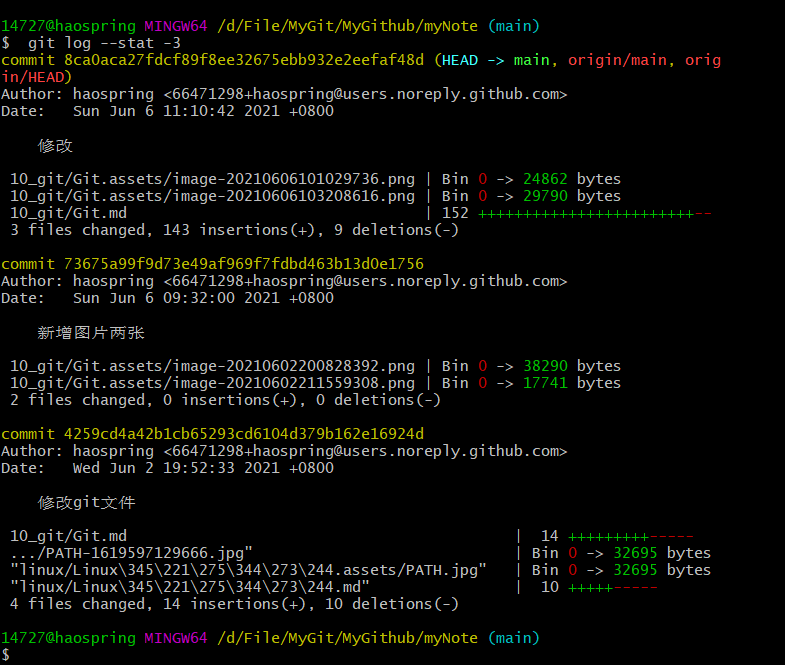 14727@haospring MINGW64 /d/File/MyGit/MyGithub/myNote (main)
$  git log --stat -3
commit 8ca0aca27fdcf89f8ee32675ebb932e2eefaf48d (HEAD -> main, origin/main, orig
in/HEAD)
Author: haospring <66471298+haospring@users.noreply.github.com>
Date:   Sun Jun 6 11:10:42 2021 +0800

    修改

 10_git/Git.assets/image-20210606101029736.png | Bin 0 -> 24862 bytes
 10_git/Git.assets/image-20210606103208616.png | Bin 0 -> 29790 bytes
 10_git/Git.md                                 | 152 ++++++++++++++++++++++++--
 3 files changed, 143 insertions(+), 9 deletions(-)

commit 73675a99f9d73e49af969f7fdbd463b13d0e1756
Author: haospring <66471298+haospring@users.noreply.github.com>
Date:   Sun Jun 6 09:32:00 2021 +0800

    新增图片两张

 10_git/Git.assets/image-20210602200828392.png | Bin 0 -> 38290 bytes
 10_git/Git.assets/image-20210602211559308.png | Bin 0 -> 17741 bytes
 2 files changed, 0 insertions(+), 0 deletions(-)

commit 4259cd4a42b1cb65293cd6104d379b162e16924d
Author: haospring <66471298+haospring@users.noreply.github.com>
Date:   Wed Jun 2 19:52:33 2021 +0800

    修改git文件

 10_git/Git.md                                           |  14 +++++++++-----
 .../PATH-1619597129666.jpg"                             | Bin 0 -> 32695 bytes
 "linux/Linux\345\221\275\344\273\244.assets/PATH.jpg"   | Bin 0 -> 32695 bytes
 "linux/Linux\345\221\275\344\273\244.md"                |  10 +++++-----
 4 files changed, 14 insertions(+), 10 deletions(-)

14727@haospring MINGW64 /d/File/MyGit/MyGithub/myNote (main)
$